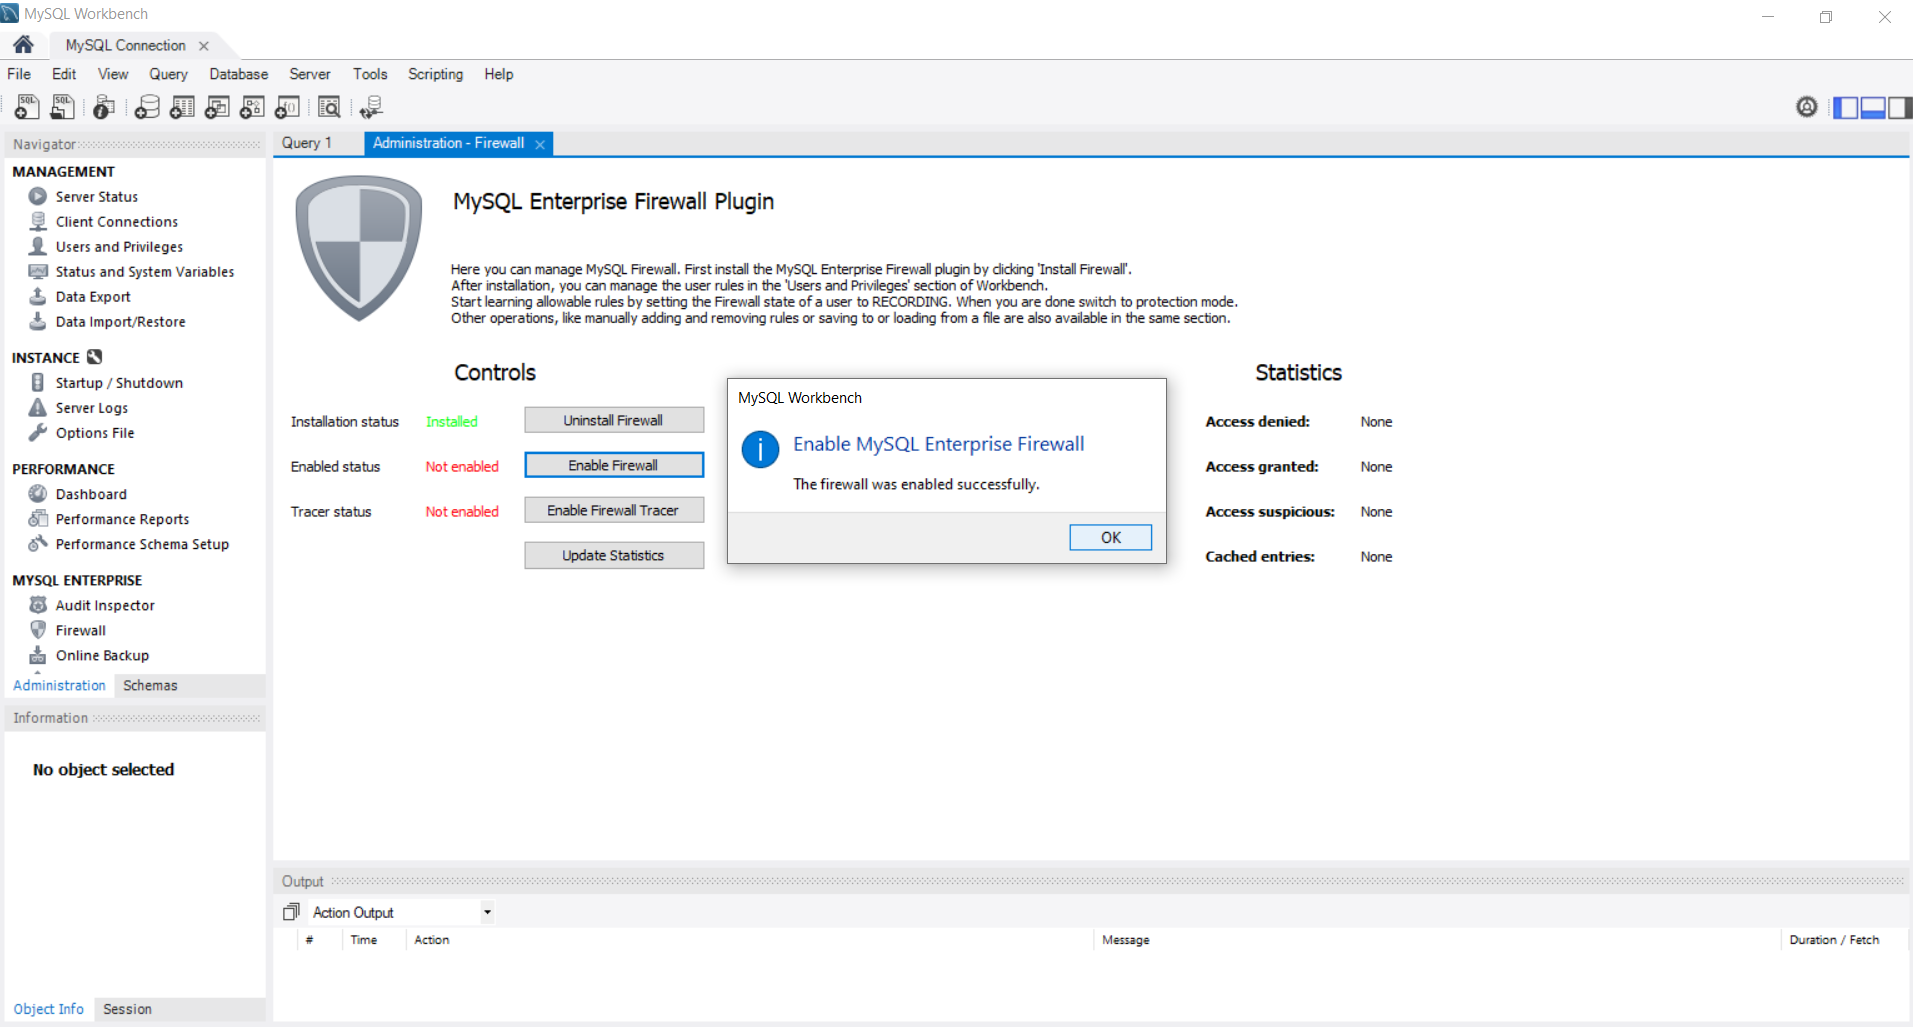 MySQL Workbench
MySQL Connection
File Edit View Query Database Server Tools Scripting Help
SQL SQL
Navigator
MANAGEMENT
Server Status
Client Connections
Users and Privileges
Status and System Variables
Data Export
Data Import/Restore
INSTANCE
Startup / Shutdown
Server Logs
Options File
PERFORMANCE
Dashboard
Performance Reports
Performance Schema Setup
MYSQL ENTERPRISE
Audit Inspector
Firewall
Online Backup
Administration Schemas
Information
No object selected
Object Info Session
Query 1 Administration - Firewall
MySQL Enterprise Firewall Plugin
Here you can manage MySQL Firewall. First install the MySQL Enterprise Firewall plugin by clicking 'Install Firewall'.
After installation, you can manage the user rules in the 'Users and Privileges' section of Workbench.
Start learning allowable rules by setting the Firewall state of a user to RECORDING. When you are done switch to protection mode.
Other operations, like manually adding and removing rules or saving to or loading from a file are also available in the same section.
Controls
Installation status Installed Uninstall Firewall
Enabled status Not enabled Enable Firewall
Tracer status Not enabled Enable Firewall Tracer
Update Statistics
MySQL Workbench
Enable MySQL Enterprise Firewall
The firewall was enabled successfully.
OK
Statistics
Access denied: None
Access granted: None
Access suspicious: None
Cached entries: None
Output
Action Output
# Time Action Message Duration / Fetch